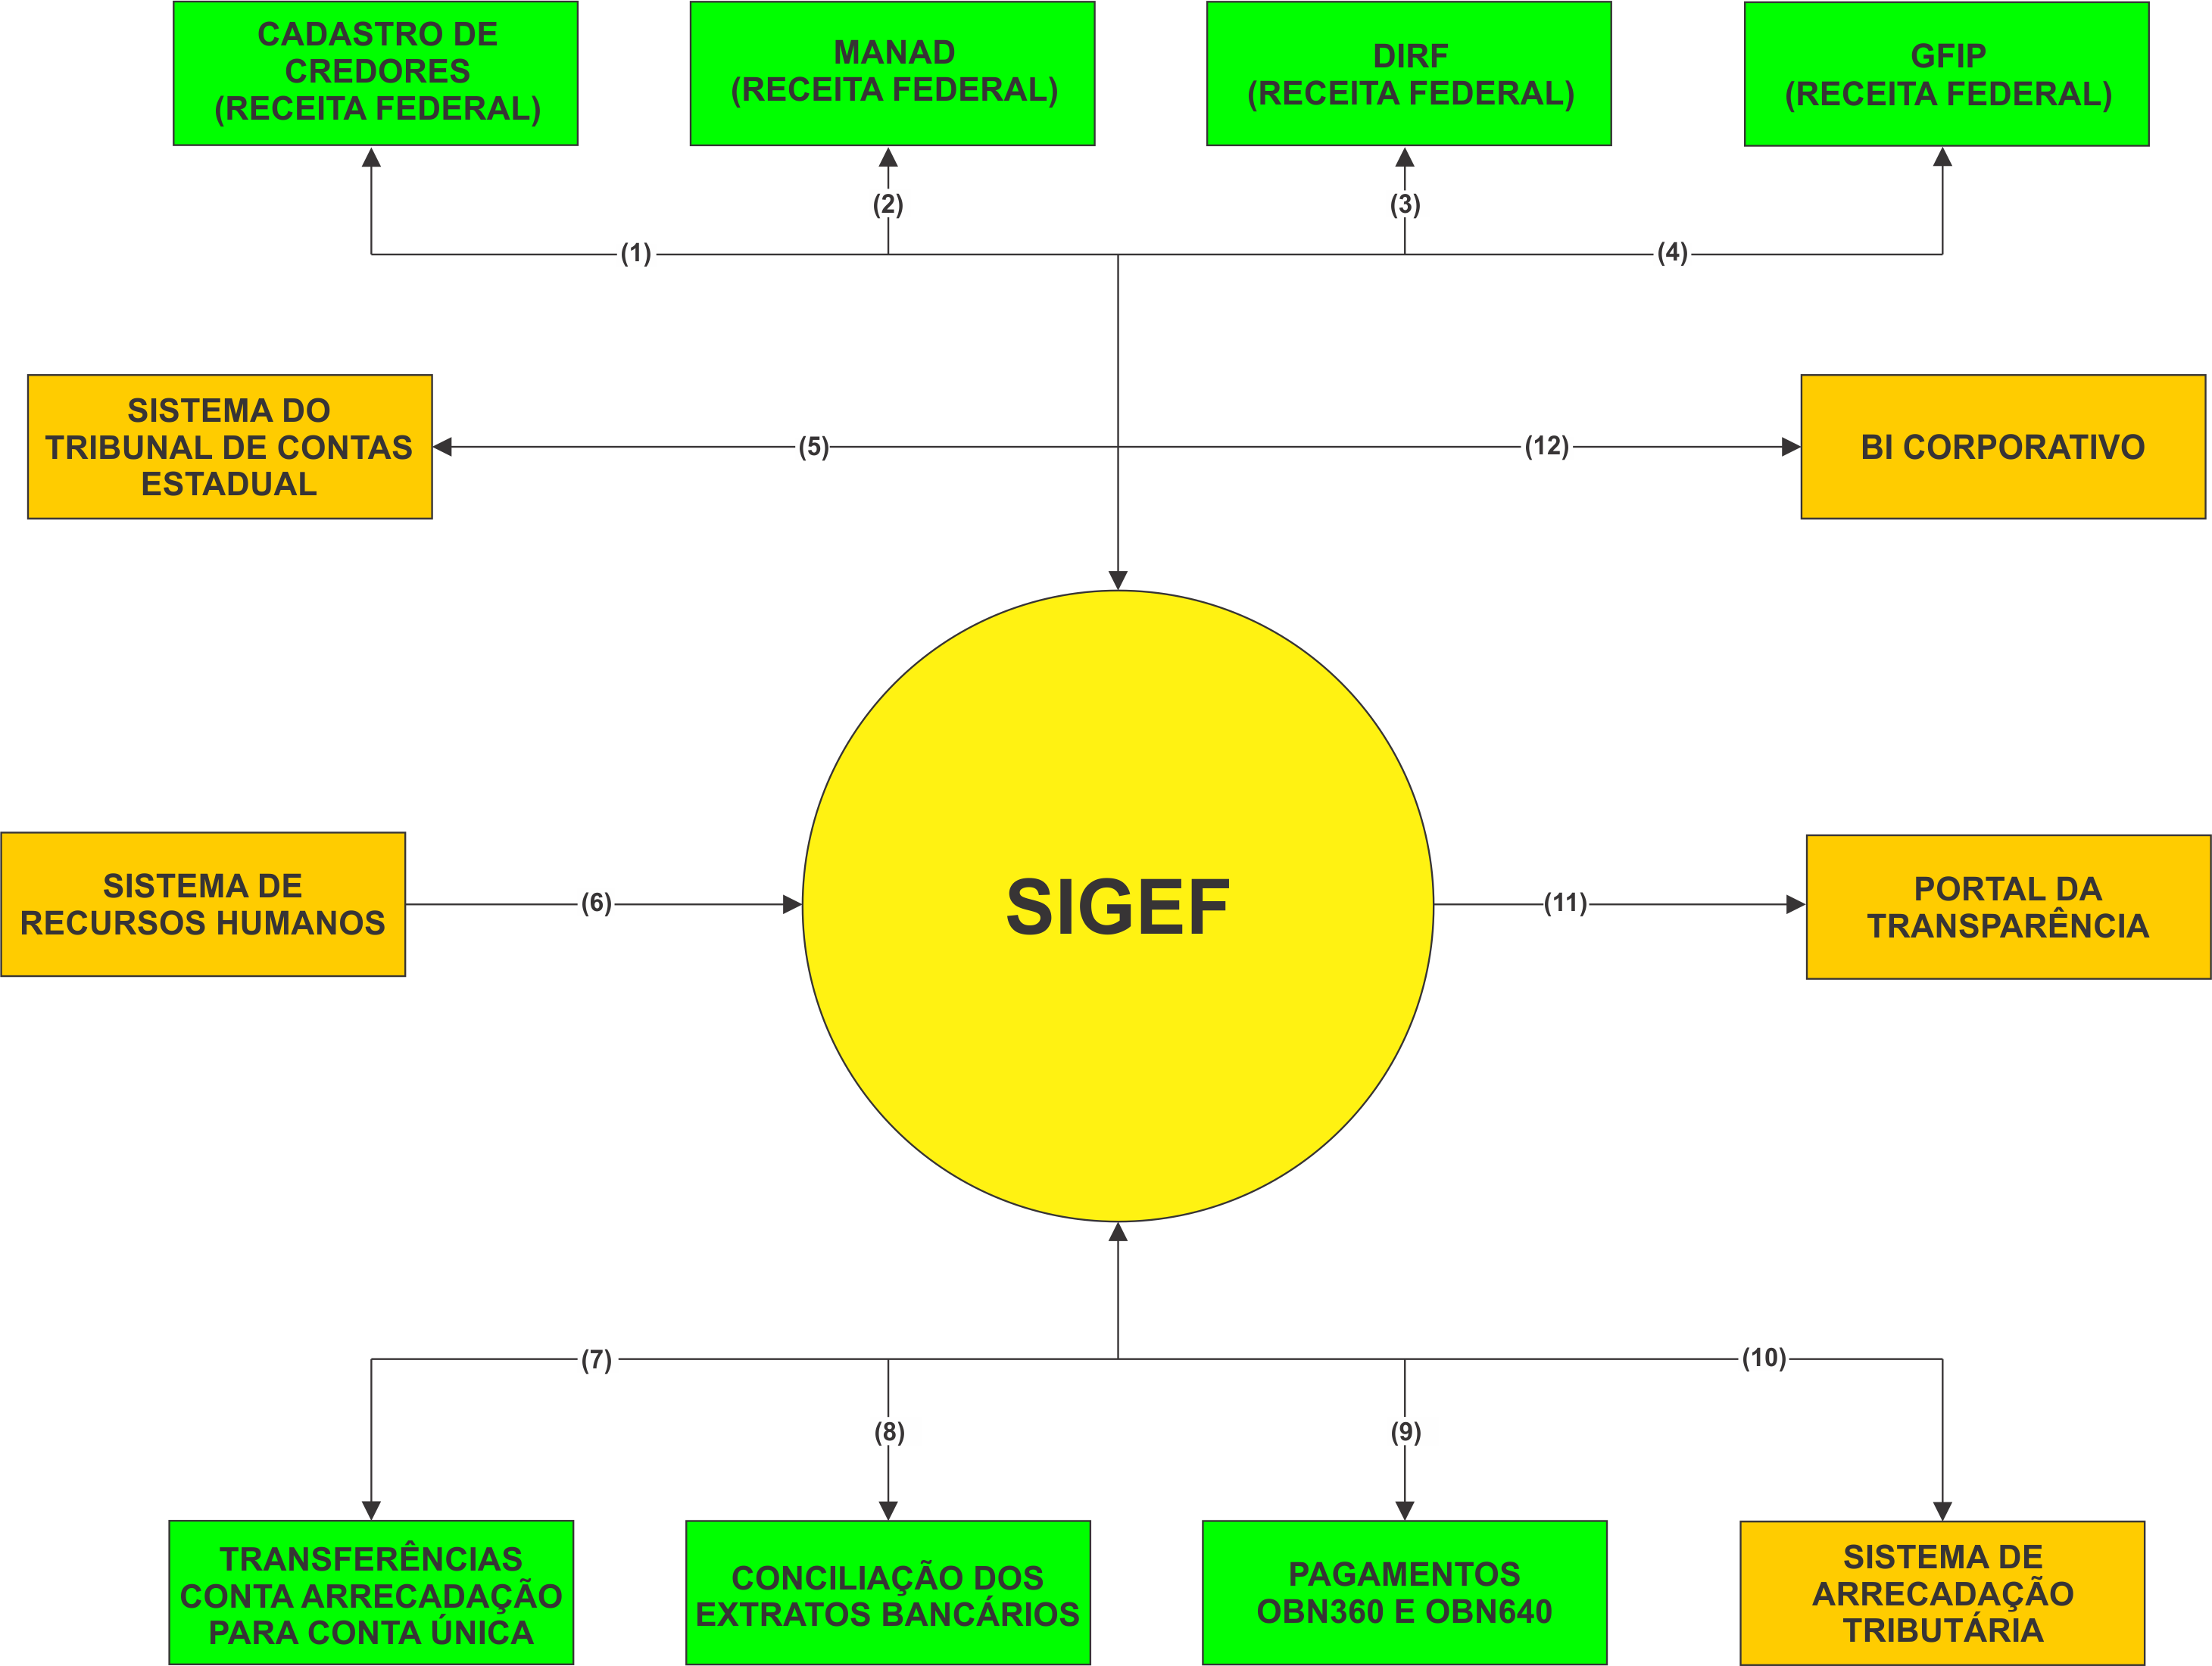 CADASTRO DE
CREDORES
(RECEITA FEDERAL)
MANAD
(RECEITA FEDERAL)
DIRF
(RECEITA FEDERAL)
GFIP
(RECEITA FEDERAL)
(2)
(3)
(1)
(4)
SISTEMA DO
TRIBUNAL DE CONTAS
ESTADUAL
(5)
(12)
BI CORPORATIVO
SISTEMA DE
RECURSOS HUMANOS
(6)
SIGEF
(11)
PORTAL DA
TRANSPARÊNCIA
(7)
(10)
(8)
(9)
TRANSFERÊNCIAS
CONTA ARRECADAÇÃO
PARA CONTA ÚNICA
CONCILIAÇÃO DOS
EXTRATOS BANCÁRIOS
PAGAMENTOS
OBN360 E OBN640
SISTEMA DE
ARRECADAÇÃO
TRIBUTÁRIA